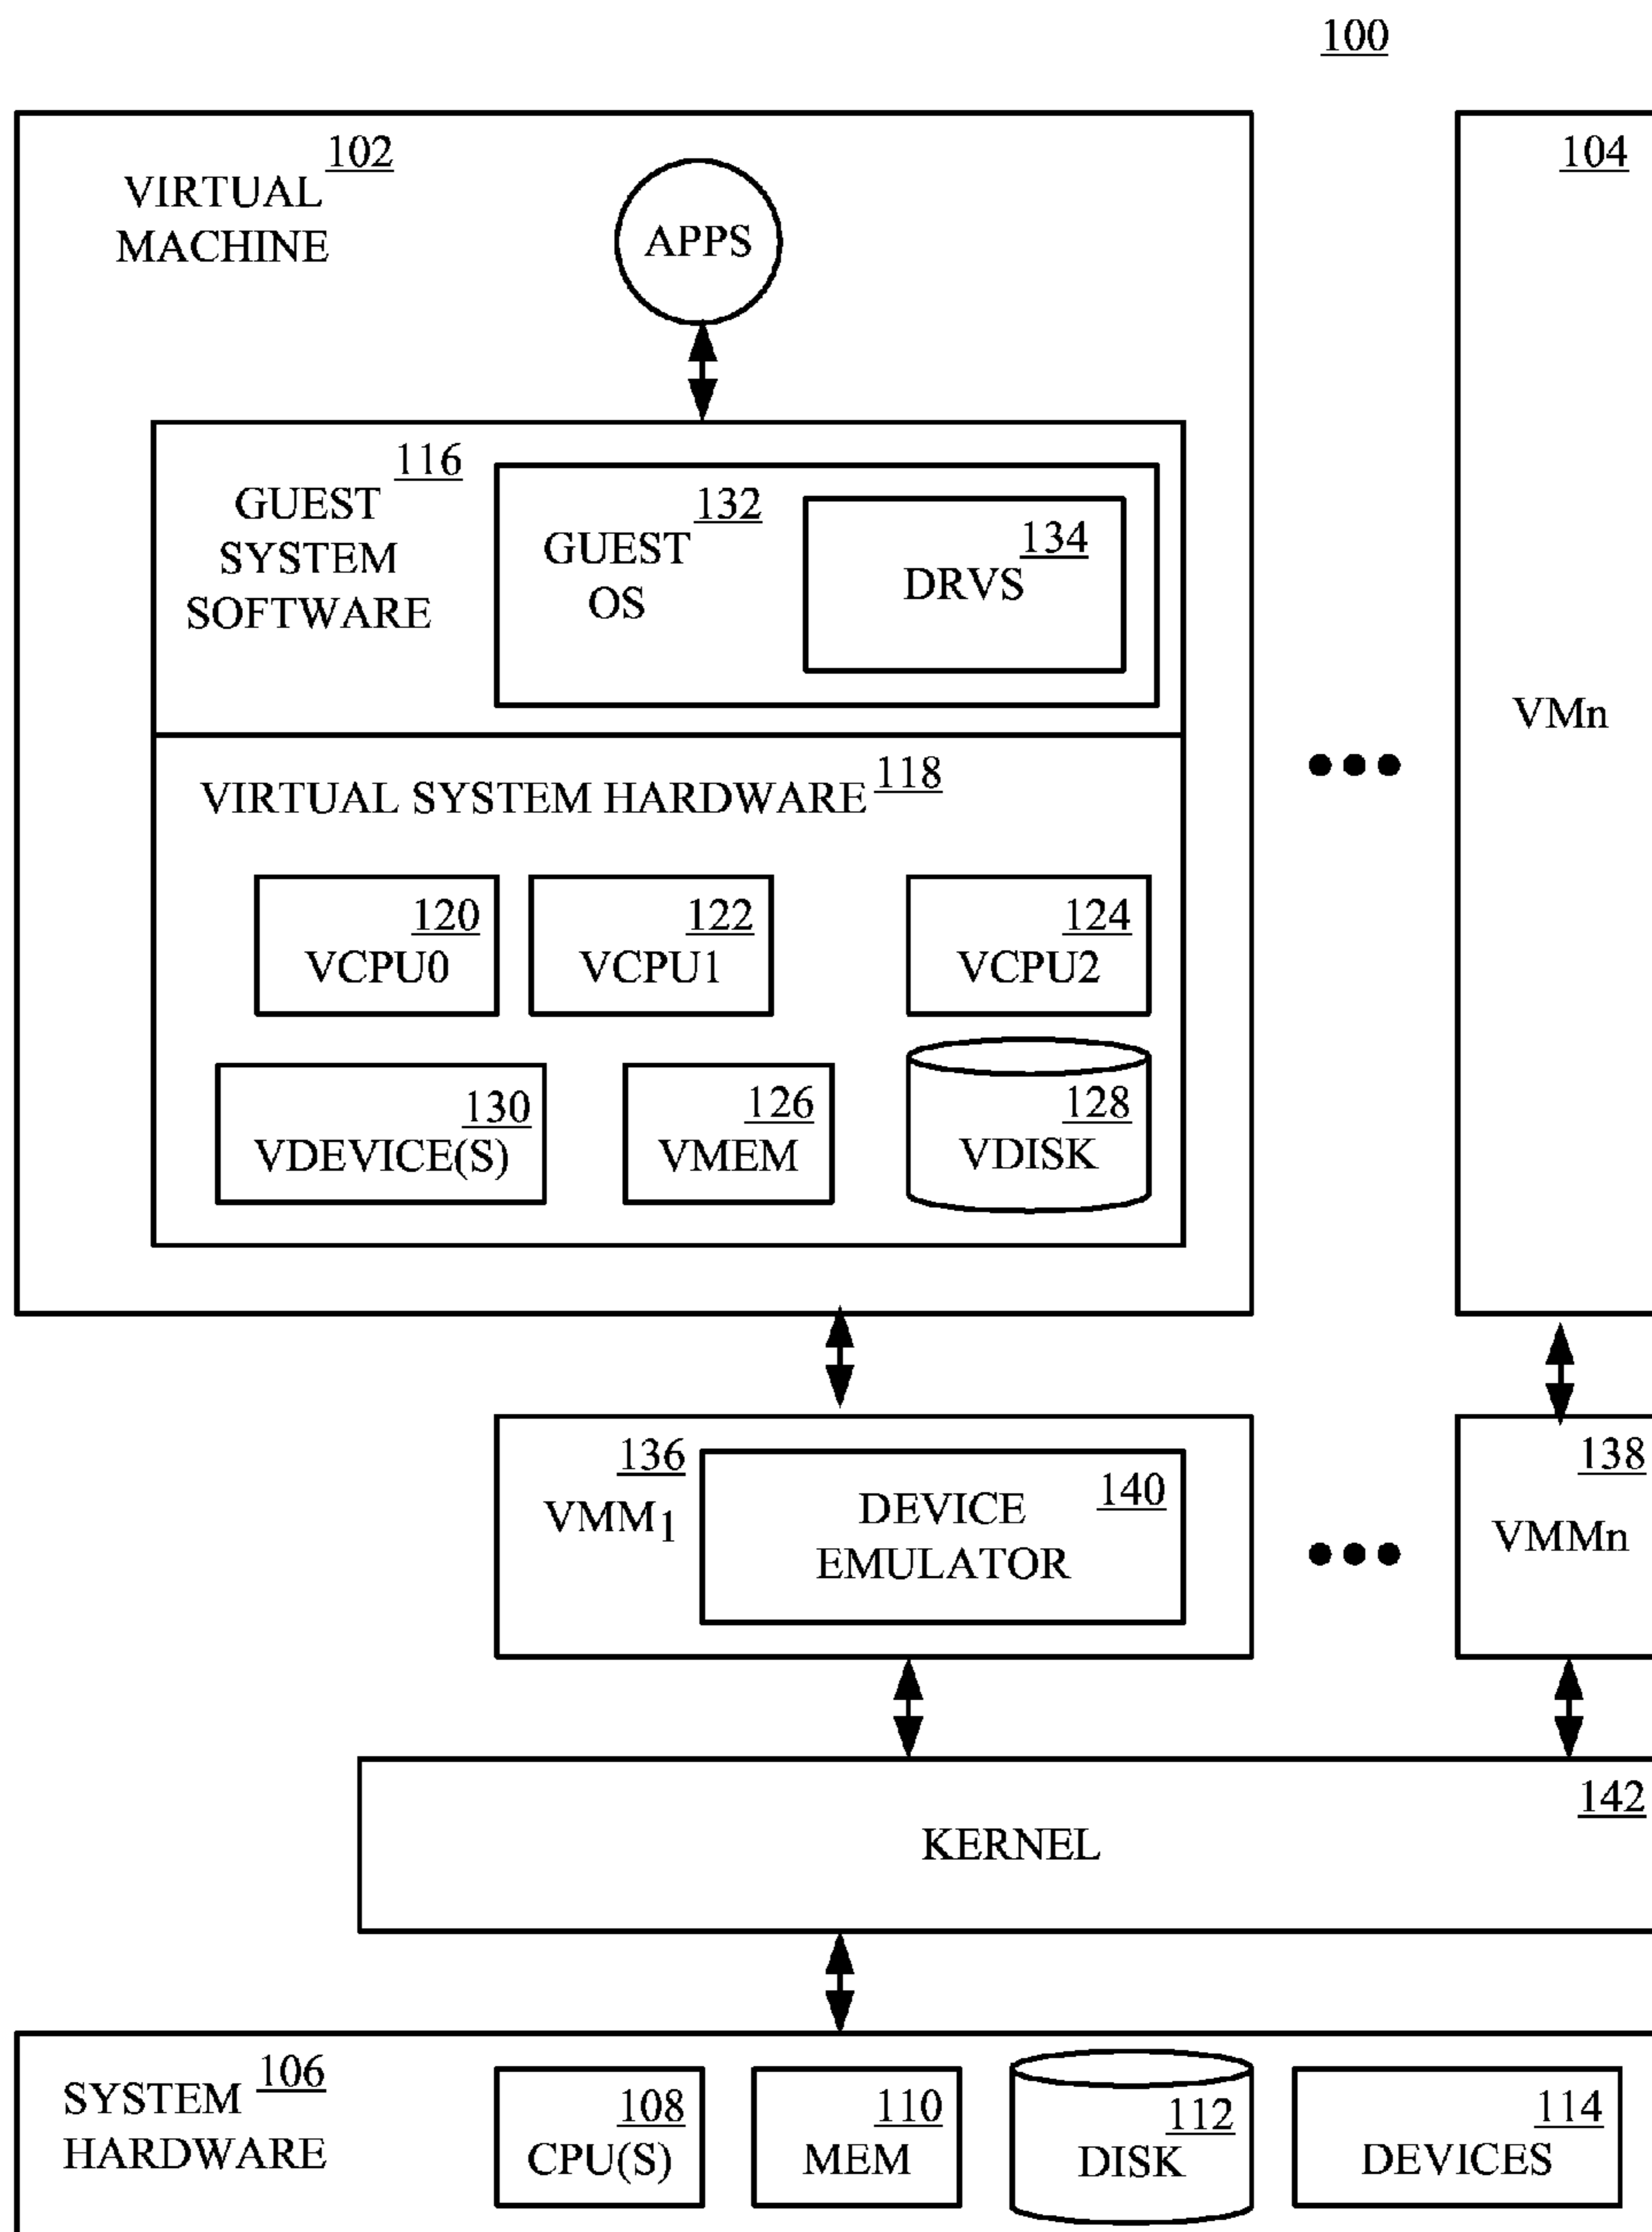 100
102
VIRTUAL
MACHINE
APPS
104
VMn
116
GUEST
SYSTEM
SOFTWARE
132
GUEST
OS
134
DRVS
VIRTUAL SYSTEM HARDWARE 118
120
VCPU0
122
VCPU1
124
VCPU2
130
VDEVICE(S)
126
VMEM
128
VDISK
136
VMM1
140
DEVICE
EMULATOR
138
VMMn
142
KERNEL
106
SYSTEM
HARDWARE
108
CPU(S)
110
MEM
112
DISK
114
DEVICES